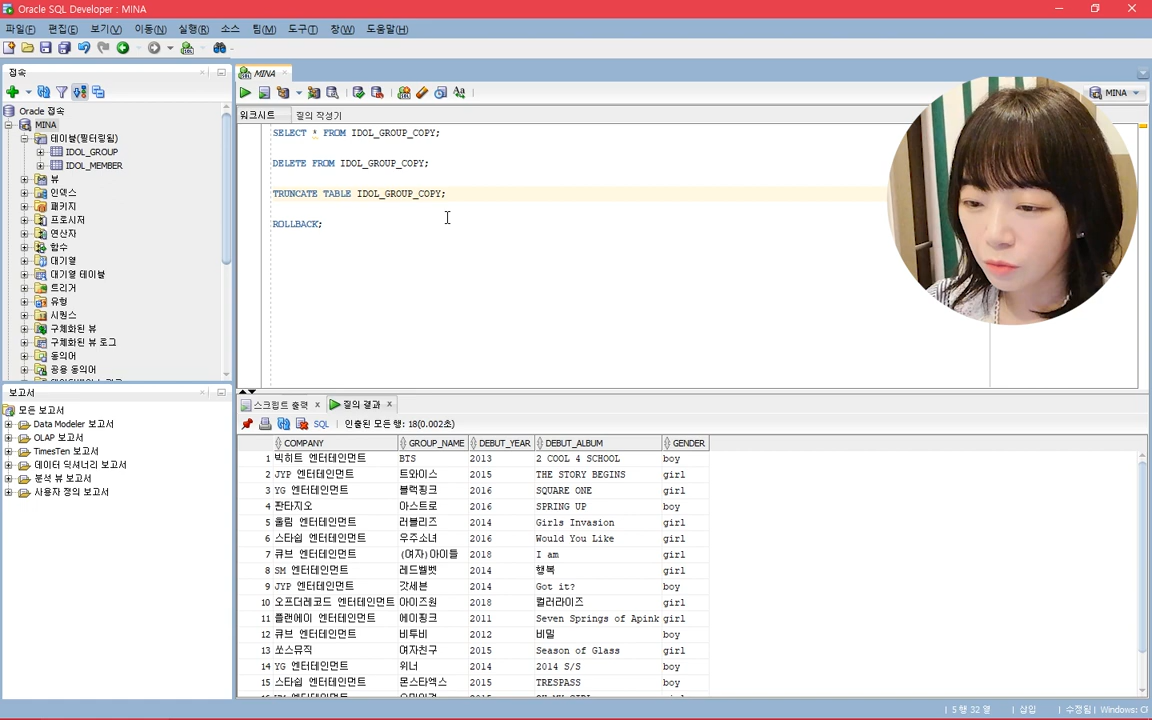 Oracle SQL Developer : MINA
파일(F) 편집(E) 보기(V) 이동(N) 실행(R) 소스 팀(M) 도구(T) 창(W) 도움말(H)
접속
Oracle 접속
MINA
테이블(필터링됨)
IDOL_GROUP
IDOL_MEMBER
뷰
인덱스
패키지
프로시저
연산자
함수
대기열
대기열 테이블
트리거
유형
시퀀스
구체화된 뷰
구체화된 뷰 로그
동의어
공용 동의어
보고서
모든 보고서
Data Modeler 보고서
OLAP 보고서
TimesTen 보고서
데이터 딕셔너리 보고서
분석 뷰 보고서
사용자 정의 보고서
MINA
MINA
워크시트 질의 작성기
SELECT * FROM IDOL_GROUP_COPY;
DELETE FROM IDOL_GROUP_COPY;
TRUNCATE TABLE IDOL_GROUP_COPY;
ROLLBACK;
스크립트 출력 질의 결과
SQL 인출된 모든 행: 18(0.002초)
COMPANY GROUP_NAME DEBUT_YEAR DEBUT_ALBUM GENDER
1 빅히트 엔터테인먼트 BTS 2013 2 COOL 4 SCHOOL boy
2 JYP 엔터테인먼트 트와이스 2015 THE STORY BEGINS girl
3 YG 엔터테인먼트 블랙핑크 2016 SQUARE ONE girl
4 판타지오 아스트로 2016 SPRING UP boy
5 울림 엔터테인먼트 러블리즈 2014 Girls Invasion girl
6 스타쉽 엔터테인먼트 우주소녀 2016 Would You Like girl
7 큐브 엔터테인먼트 (여자)아이들 2018 I am girl
8 SM 엔터테인먼트 레드벨벳 2014 행복 girl
9 JYP 엔터테인먼트 갓세븐 2014 Got it? boy
10 오프더레코드 엔터테인먼트 아이즈원 2018 컬러라이즈 girl
11 플랜에이 엔터테인먼트 에이핑크 2011 Seven Springs of Apink girl
12 큐브 엔터테인먼트 비투비 2012 비밀 boy
13 쏘스뮤직 여자친구 2015 Season of Glass girl
14 YG 엔터테인먼트 위너 2014 2014 S/S boy
15 스타쉽 엔터테인먼트 몬스타엑스 2015 TRESPASS boy
5 행 32 열 삽입 수정됨 Windows: CR